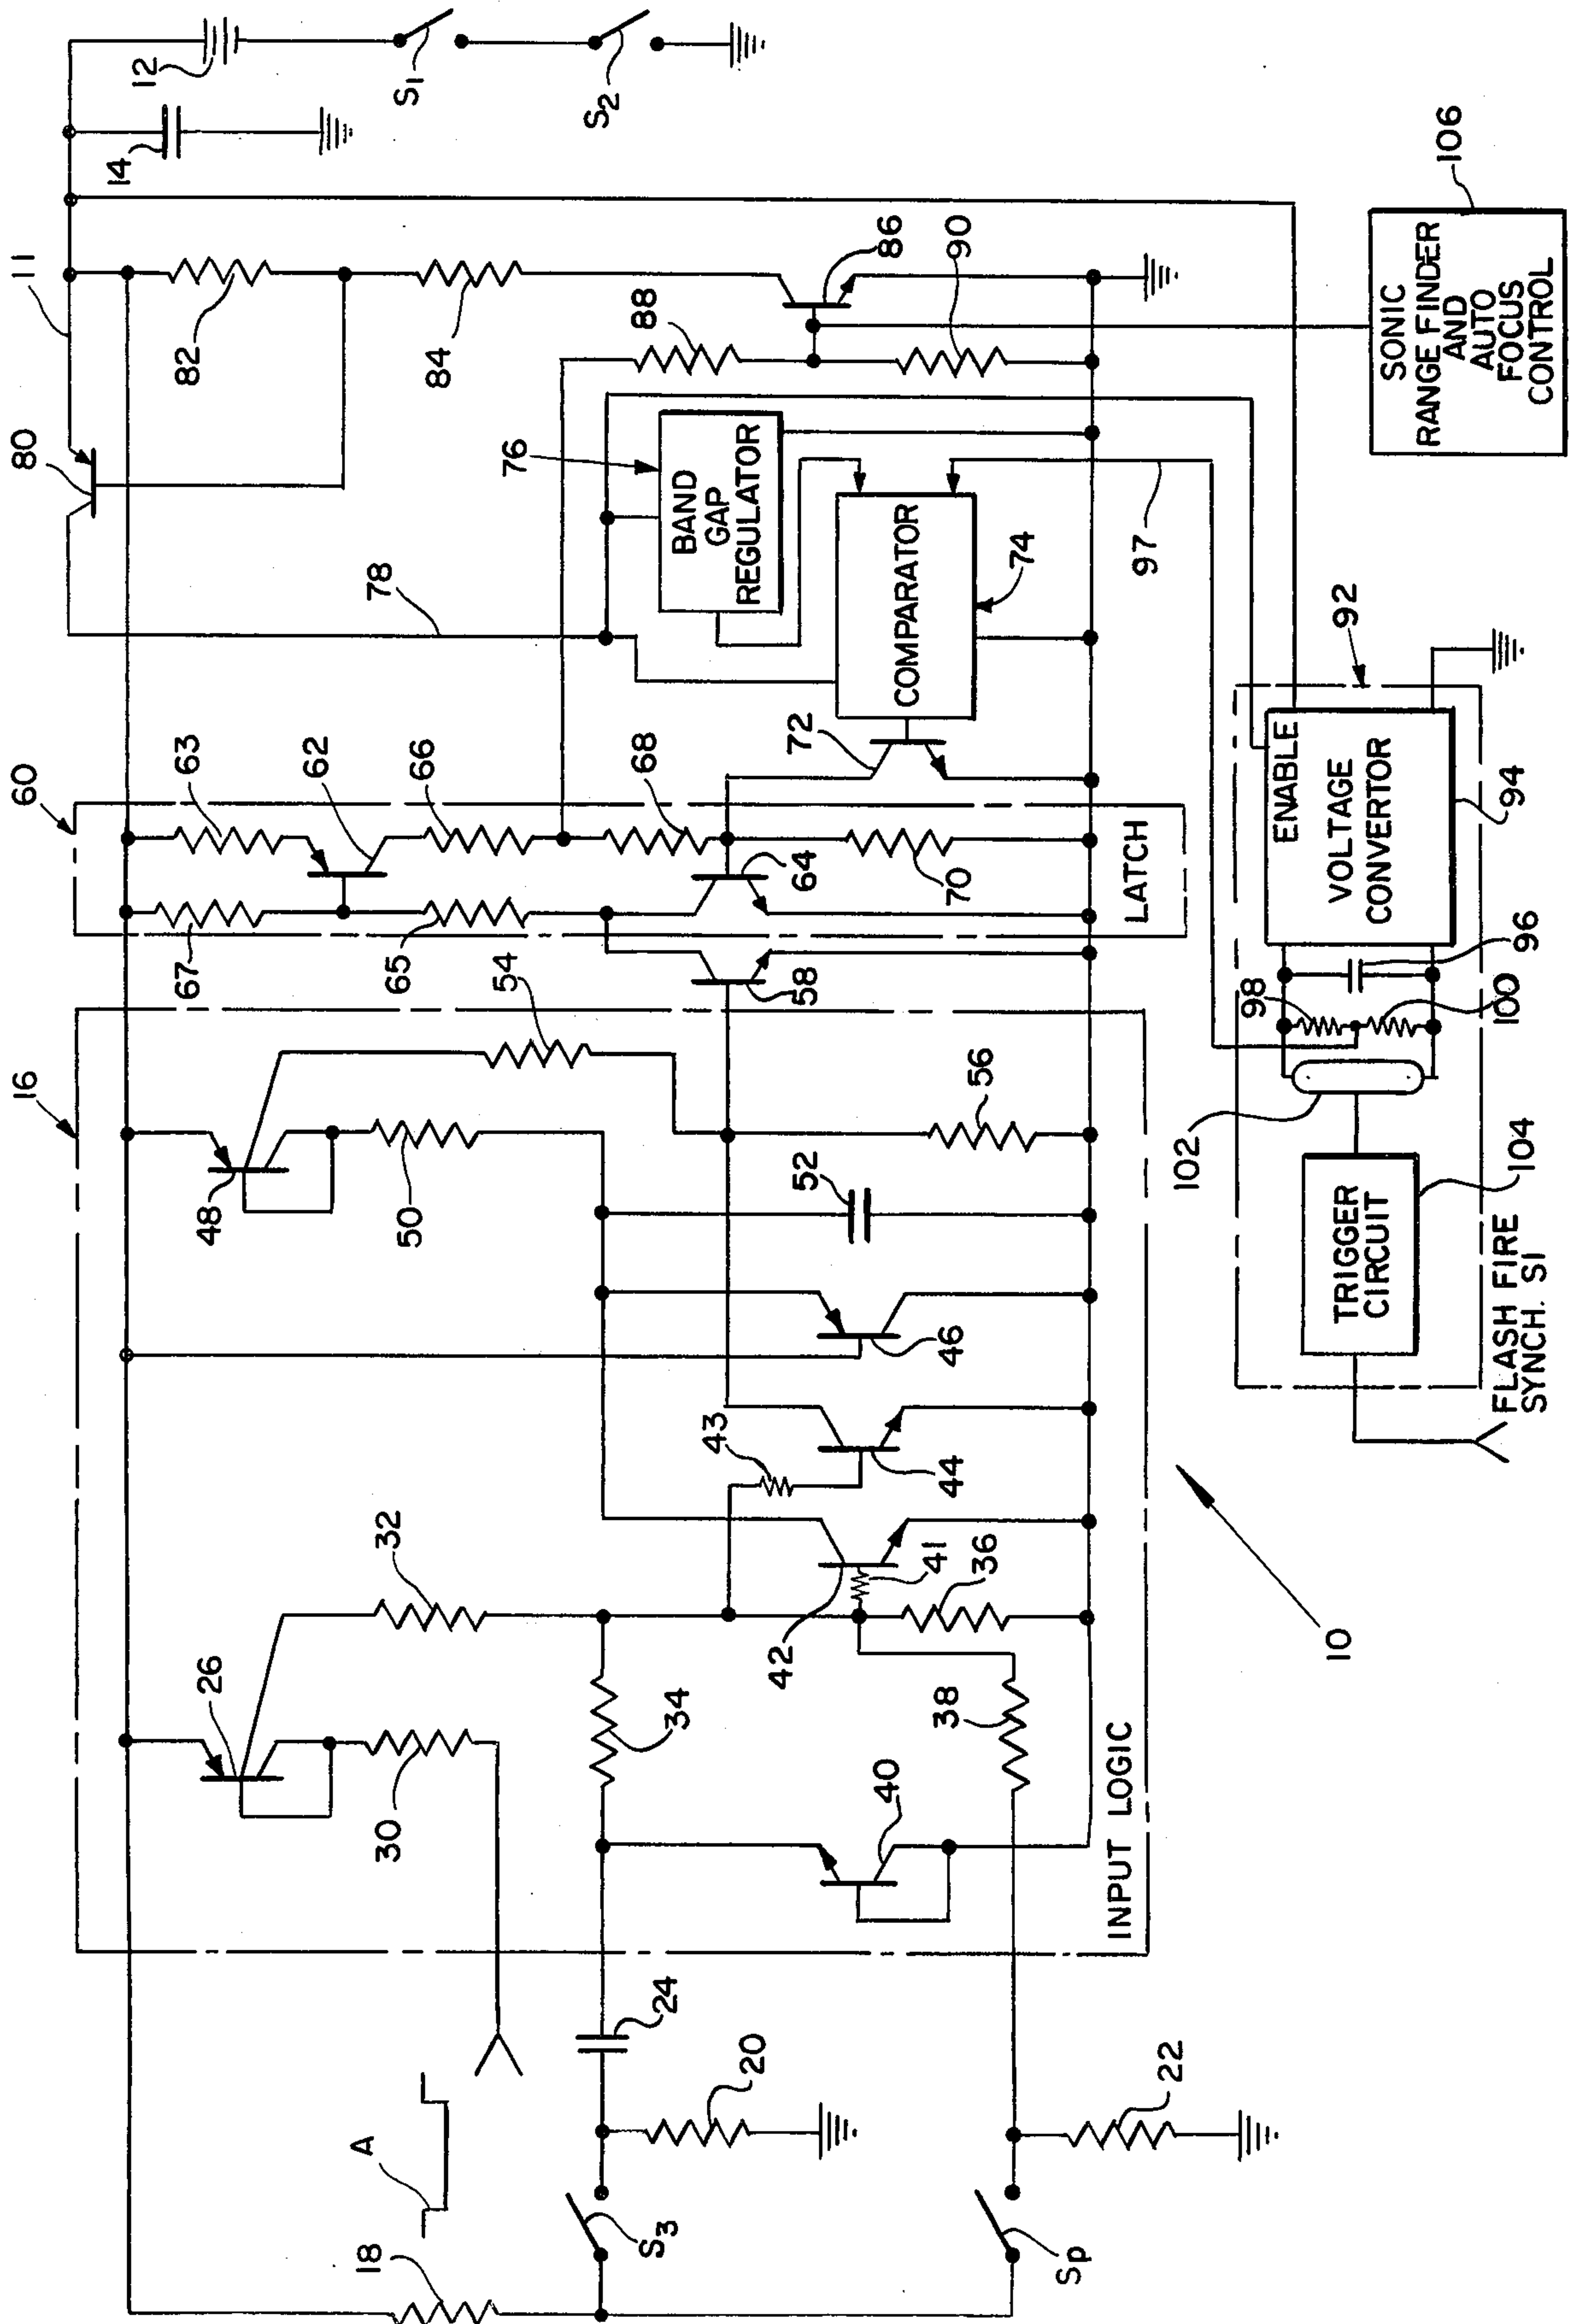 18
A
S3
Sp
20
22
24
26
30
32
34
36
38
40
41
42
43
44
46
48
50
52
54
56
58
16
INPUT LOGIC
10
60
62
63
64
65
66
67
68
70
LATCH
72
COMPARATOR
74
BAND
GAP
REGULATOR
76
78
80
11
82
84
86
88
90
97
12
14
S1
S2
92
ENABLE
VOLTAGE
CONVERTOR
94
96
98
100
102
TRIGGER
CIRCUIT
104
FLASH FIRE
SYNCH. SI
SONIC
RANGE FINDER
AND
AUTO
FOCUS
CONTROL
106